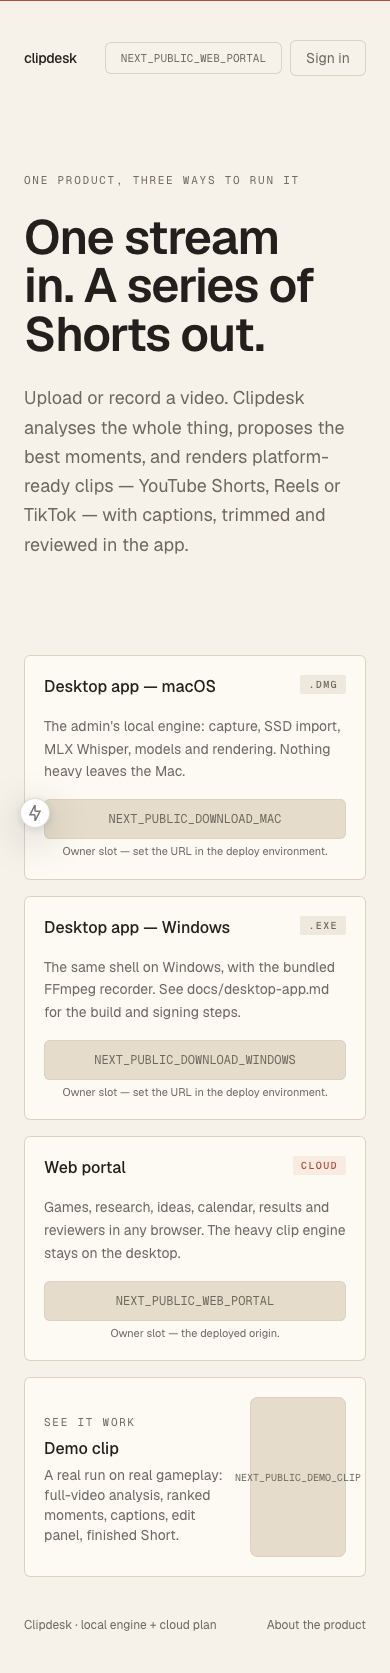 clipdesk
NEXT_PUBLIC_WEB_PORTAL
Sign in
ONE PRODUCT, THREE WAYS TO RUN IT
One stream
in. A series of
Shorts out.
Upload or record a video. Clipdesk
analyses the whole thing, proposes the
best moments, and renders platform-
ready clips — YouTube Shorts, Reels or
TikTok — with captions, trimmed and
reviewed in the app.
Desktop app — macOS
.DMG
The admin's local engine: capture, SSD import,
MLX Whisper, models and rendering. Nothing
heavy leaves the Mac.
NEXT_PUBLIC_DOWNLOAD_MAC
Owner slot — set the URL in the deploy environment.
Desktop app — Windows
.EXE
The same shell on Windows, with the bundled
FFmpeg recorder. See docs/desktop-app.md
for the build and signing steps.
NEXT_PUBLIC_DOWNLOAD_WINDOWS
Owner slot — set the URL in the deploy environment.
Web portal
CLOUD
Games, research, ideas, calendar, results and
reviewers in any browser. The heavy clip engine
stays on the desktop.
NEXT_PUBLIC_WEB_PORTAL
Owner slot — the deployed origin.
SEE IT WORK
Demo clip
A real run on real gameplay:
full-video analysis, ranked
moments, captions, edit
panel, finished Short.
NEXT_PUBLIC_DEMO_CLIP
Clipdesk · local engine + cloud plan
About the product